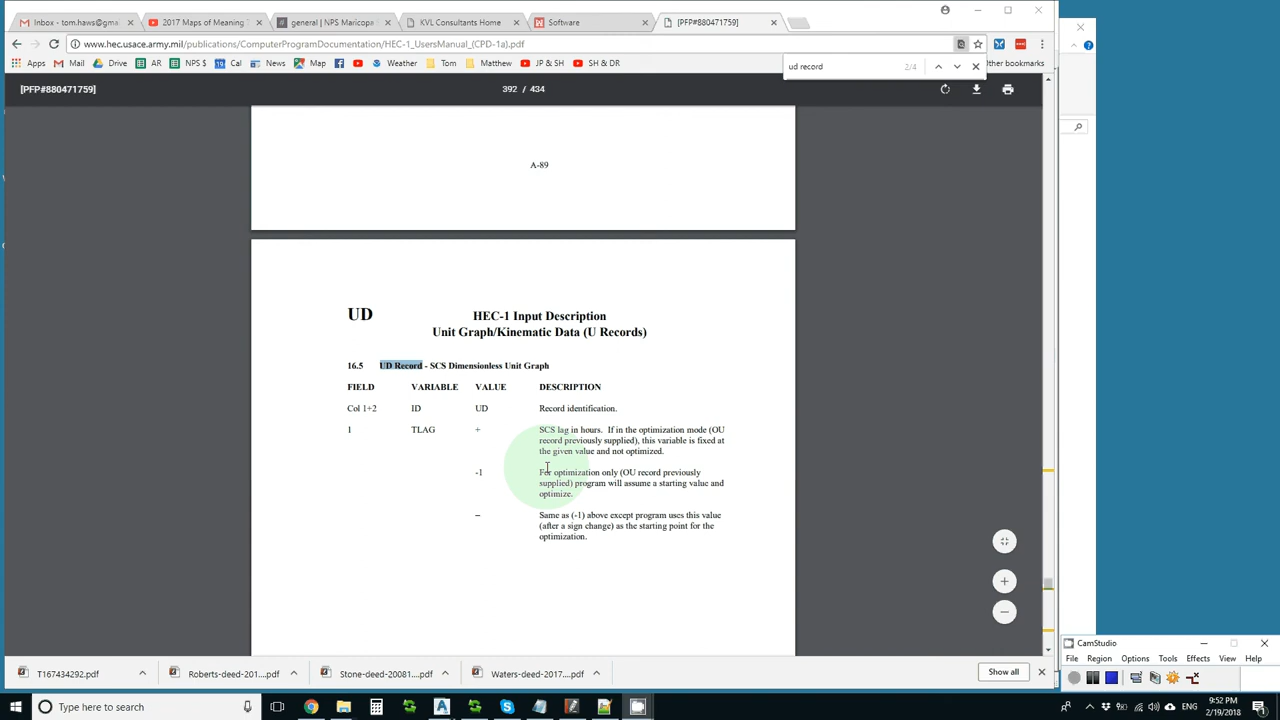 Inbox - tom.haws@gma
2017 Maps of Meaning
general | NPS Maricopa
KVL Consultants Home
Software
[PFP#880471759]
www.hec.usace.army.mil/publications/ComputerProgramDocumentation/HEC-1_UsersManual_(CPD-1a).pdf
Apps
Mail
Drive
AR
NPS $
Cal
News
Map
Weather
Tom
Matthew
JP & SH
SH & DR
ud record
2/4
Other bookmarks
[PFP#880471759]
392 / 434
A-89
UD HEC-1 Input Description
Unit Graph/Kinematic Data (U Records)
16.5 UD Record - SCS Dimensionless Unit Graph
FIELD VARIABLE VALUE DESCRIPTION
Col 1+2 ID UD Record identification.
1 TLAG + SCS lag in hours. If in the optimization mode (OU
record previously supplied), this variable is fixed at
the given value and not optimized.
-1 For optimization only (OU record previously
supplied) program will assume a starting value and
optimize.
– Same as (-1) above except program uses this value
(after a sign change) as the starting point for the
optimization.
CamStudio
File Region Options Tools Effects View Help
T167434292.pdf
Roberts-deed-201....pdf
Stone-deed-20081....pdf
Waters-deed-2017....pdf
Show all
Type here to search
9:52 PM
2/19/2018